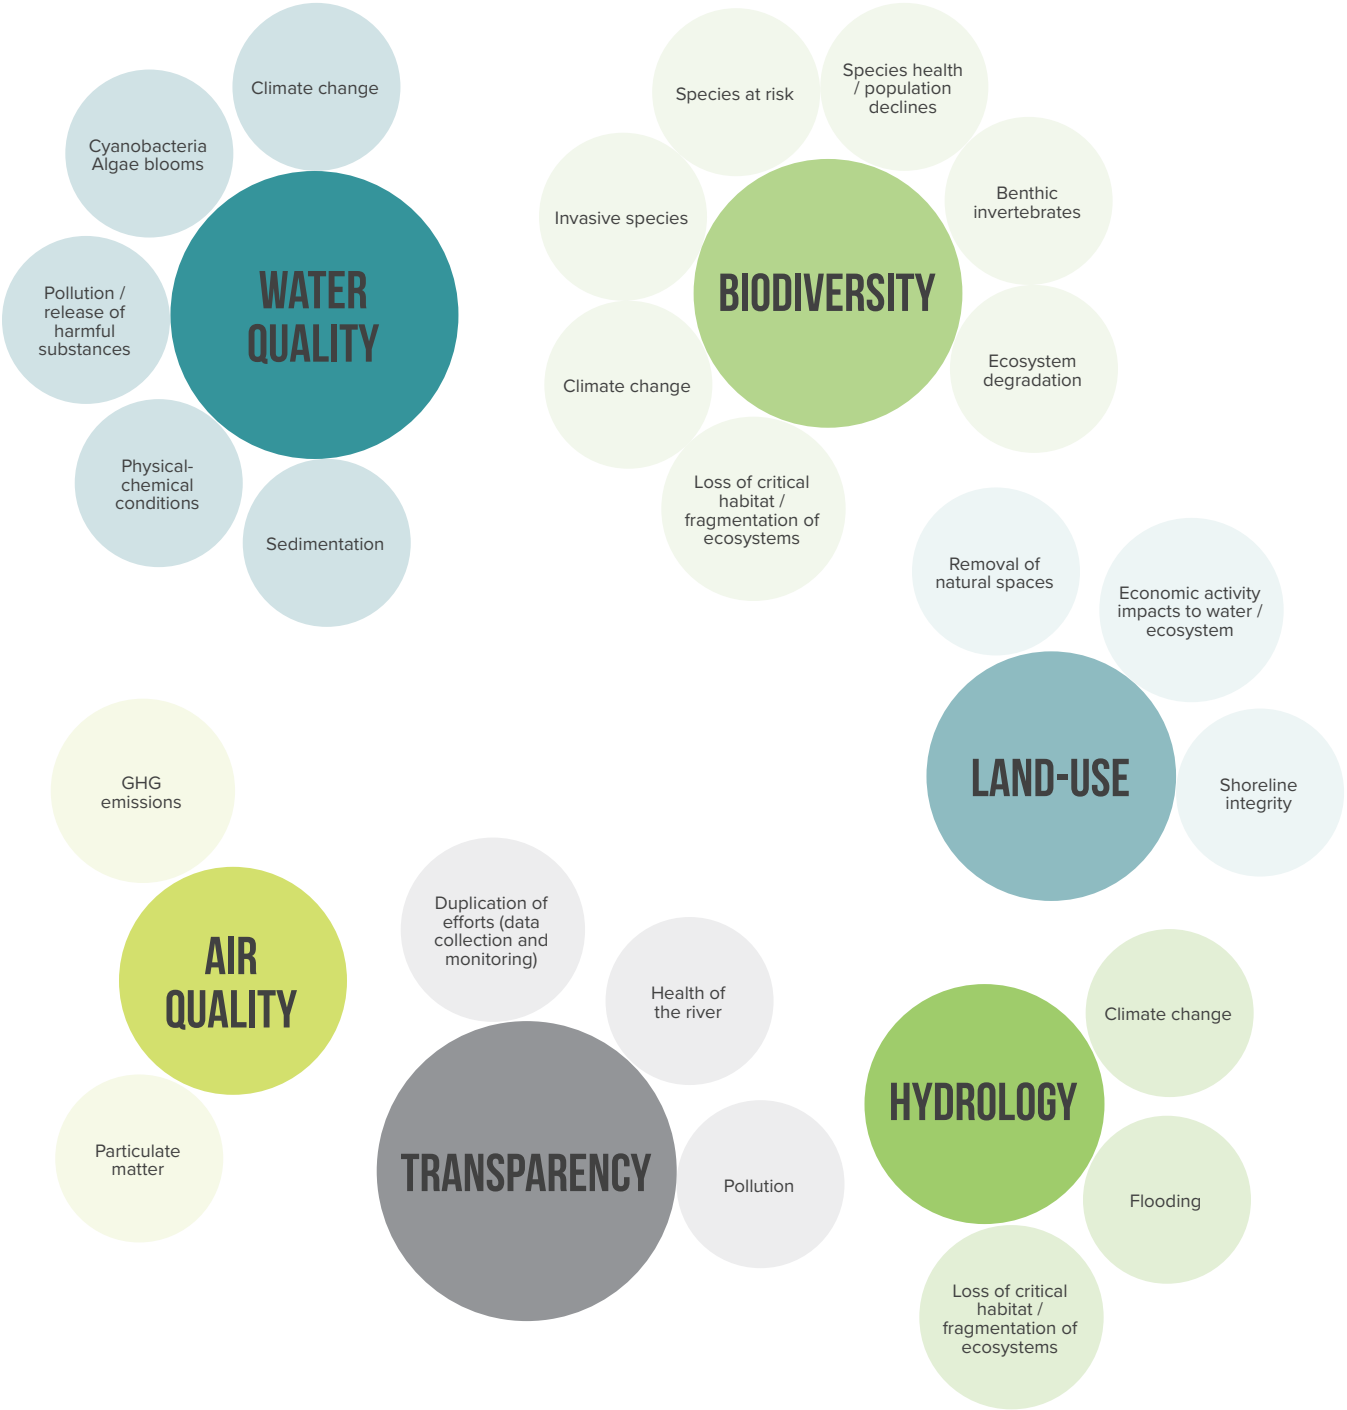 Climate change
Cyanobacteria
Algae blooms
Pollution /
release of
harmful
substances
Physical-
chemical
conditions
Sedimentation
WATER
QUALITY
Species at risk
Species health
/ population
declines
Invasive species
Benthic
invertebrates
BIODIVERSITY
Climate change
Ecosystem
degradation
Loss of critical
habitat /
fragmentation of
ecosystems
Removal of
natural spaces
Economic activity
impacts to water /
ecosystem
LAND-USE
Shoreline
integrity
GHG
emissions
AIR
QUALITY
Particulate
matter
Duplication of
efforts (data
collection and
monitoring)
Health of
the river
TRANSPARENCY
Pollution
Climate change
HYDROLOGY
Flooding
Loss of critical
habitat /
fragmentation of
ecosystems